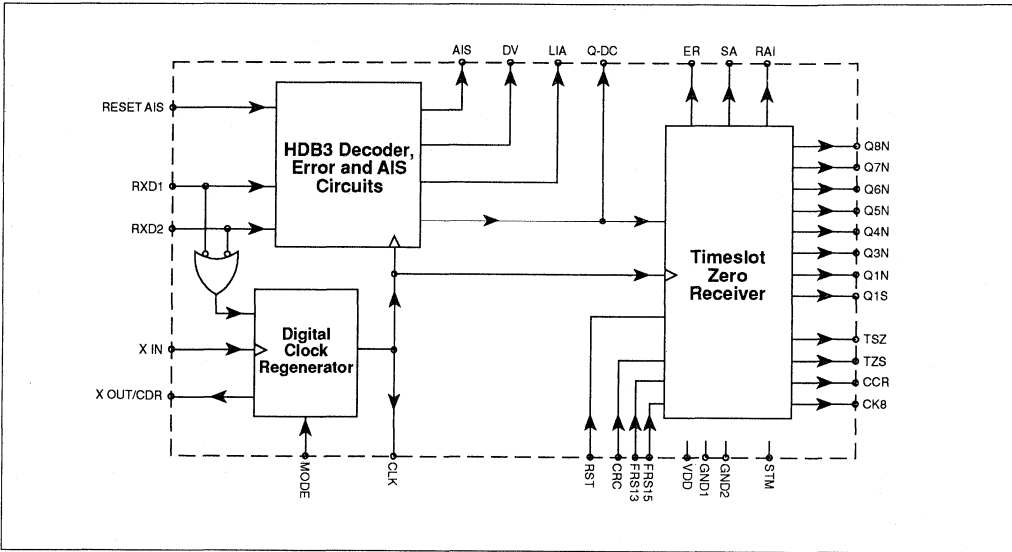 AIS DV LIA Q-DC ER SA RAI
RESET AIS
RXD1
RXD2
X IN
X OUT/CDR
HDB3 Decoder,
Error and AIS
Circuits
Digital
Clock
Regenerator
Timeslot
Zero
Receiver
Q8N
Q7N
Q6N
Q5N
Q4N
Q3N
Q1N
Q1S
TSZ
TZS
CCR
CK8
MODE
CLK
RST
CRC
FRS13
FRS15
VDD
GND1
GND2
STM